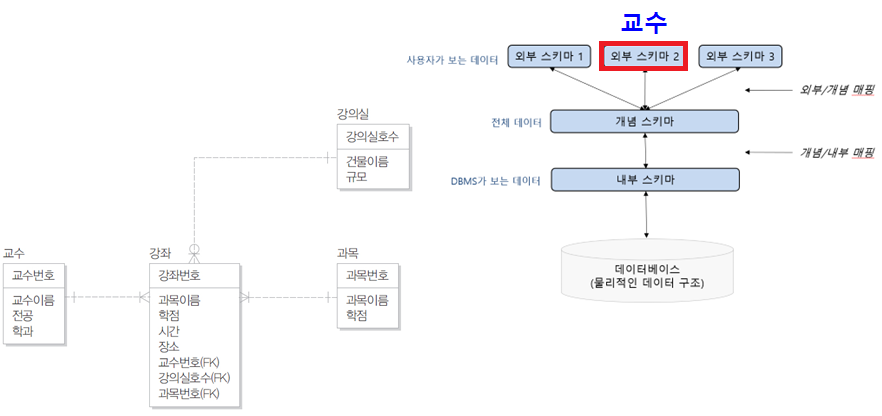 교수
사용자가 보는 데이터
외부 스키마 1
외부 스키마 2
외부 스키마 3
외부/개념 매핑
전체 데이터
개념 스키마
개념/내부 매핑
DBMS가 보는 데이터
내부 스키마
데이터베이스
(물리적인 데이터 구조)
강의실
강의실호수
건물이름
규모
교수
교수번호
교수이름
전공
학과
강좌
강좌번호
과목이름
학점
시간
장소
교수번호(FK)
강의실호수(FK)
과목번호(FK)
과목
과목번호
과목이름
학점